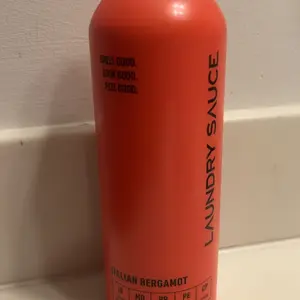 SMELL GOOD.
LOOK GOOD.
FEEL GOOD.
LAUNDRY SAUCE
ITALIAN BERGAMOT